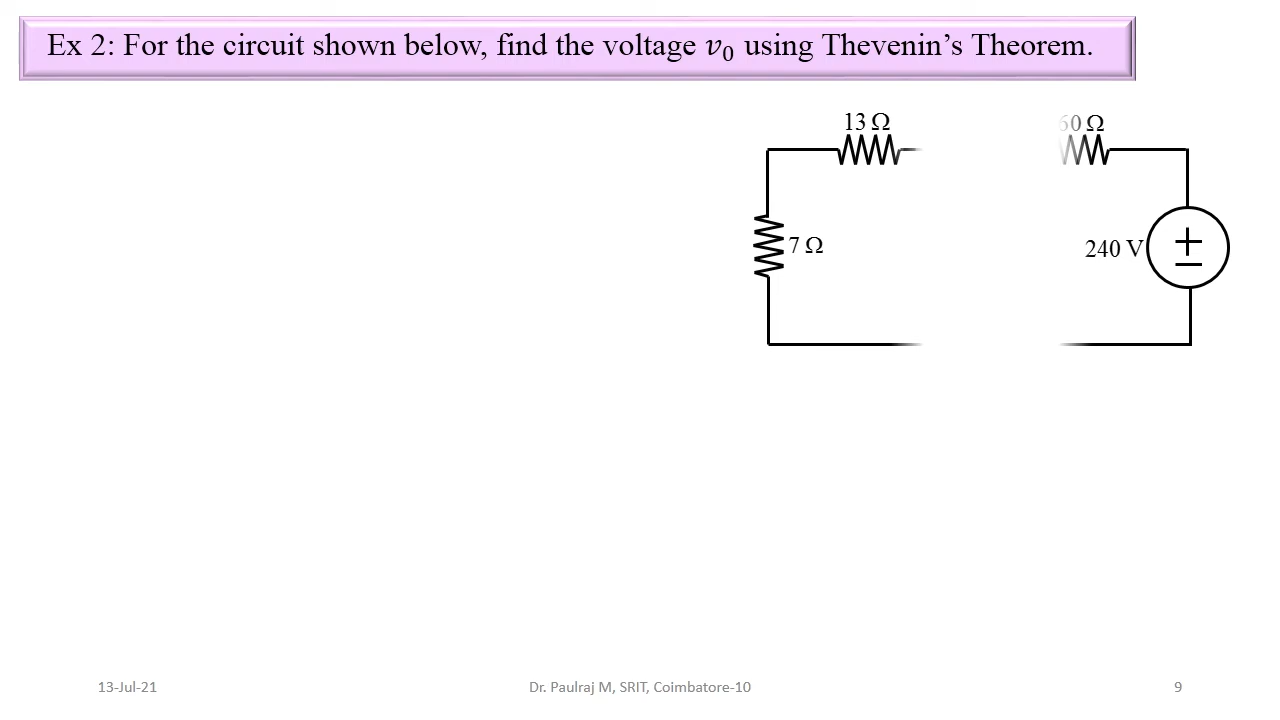 Ex 2: For the circuit shown below, find the voltage v₀ using Thevenin’s Theorem.
13 Ω
60 Ω
7 Ω
240 V
13-Jul-21
Dr. Paulraj M, SRIT, Coimbatore-10
9